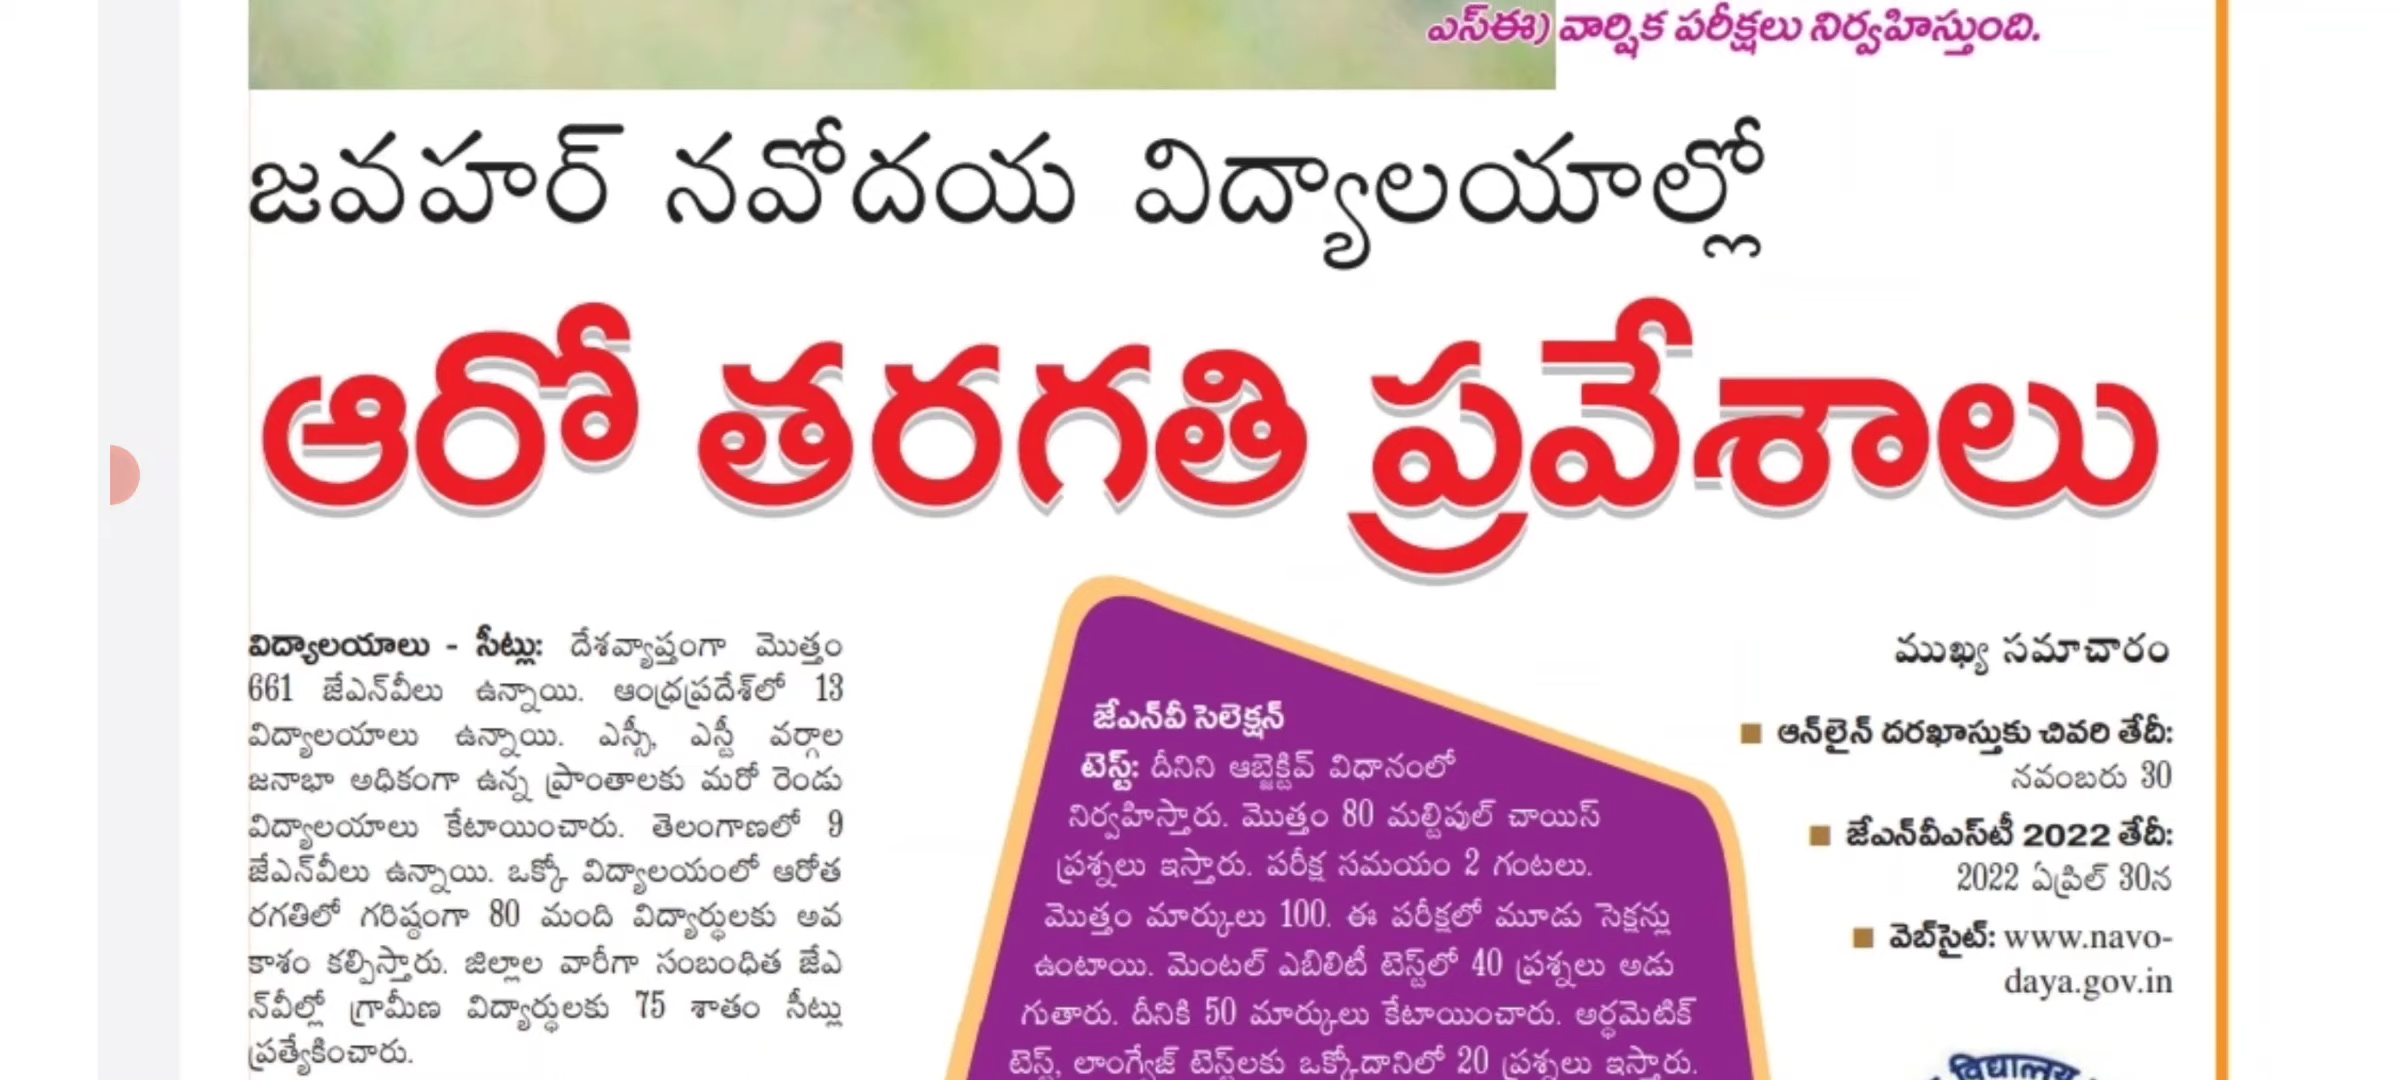 ఎస్ఈ) వార్షిక పరీక్షలు నిర్వహిస్తుంది.
జవహర్ నవోదయ విద్యాలయాల్లో
ఆరో తరగతి ప్రవేశాలు
విద్యాలయాలు - సీట్లు: దేశవ్యాప్తంగా మొత్తం
661 జేఎన్‌వీలు ఉన్నాయి. ఆంధ్రప్రదేశ్‌లో 13
విద్యాలయాలు ఉన్నాయి. ఎస్సీ, ఎస్టీ వర్గాల
జనాభా అధికంగా ఉన్న ప్రాంతాలకు మరో రెండు
విద్యాలయాలు కేటాయించారు. తెలంగాణలో 9
జేఎన్‌వీలు ఉన్నాయి. ఒక్కో విద్యాలయంలో ఆరోత
రగతిలో గరిష్ఠంగా 80 మంది విద్యార్థులకు అవ
కాశం కల్పిస్తారు. జిల్లాల వారీగా సంబంధిత జేఎ
న్‌వీల్లో గ్రామీణ విద్యార్థులకు 75 శాతం సీట్లు
ప్రత్యేకించారు.
జేఎన్‌వీ సెలెక్షన్
టెస్ట్: దీనిని ఆబ్జెక్టివ్ విధానంలో
నిర్వహిస్తారు. మొత్తం 80 మల్టిపుల్ చాయిస్
ప్రశ్నలు ఇస్తారు. పరీక్ష సమయం 2 గంటలు.
మొత్తం మార్కులు 100. ఈ పరీక్షలో మూడు సెక్షన్లు
ఉంటాయి. మెంటల్ ఎబిలిటీ టెస్ట్‌లో 40 ప్రశ్నలు అడు
గుతారు. దీనికి 50 మార్కులు కేటాయించారు. అర్థమెటిక్
టెస్ట్, లాంగ్వేజ్ టెస్ట్‌లకు ఒక్కోదానిలో 20 ప్రశ్నలు ఇస్తారు.
ముఖ్య సమాచారం
ఆన్‌లైన్ దరఖాస్తుకు చివరి తేదీ:
నవంబరు 30
జేఎన్‌వీఎస్‌టీ 2022 తేదీ:
2022 ఏప్రిల్ 30న
వెబ్‌సైట్: www.navo-
daya.gov.in
विद्यालय